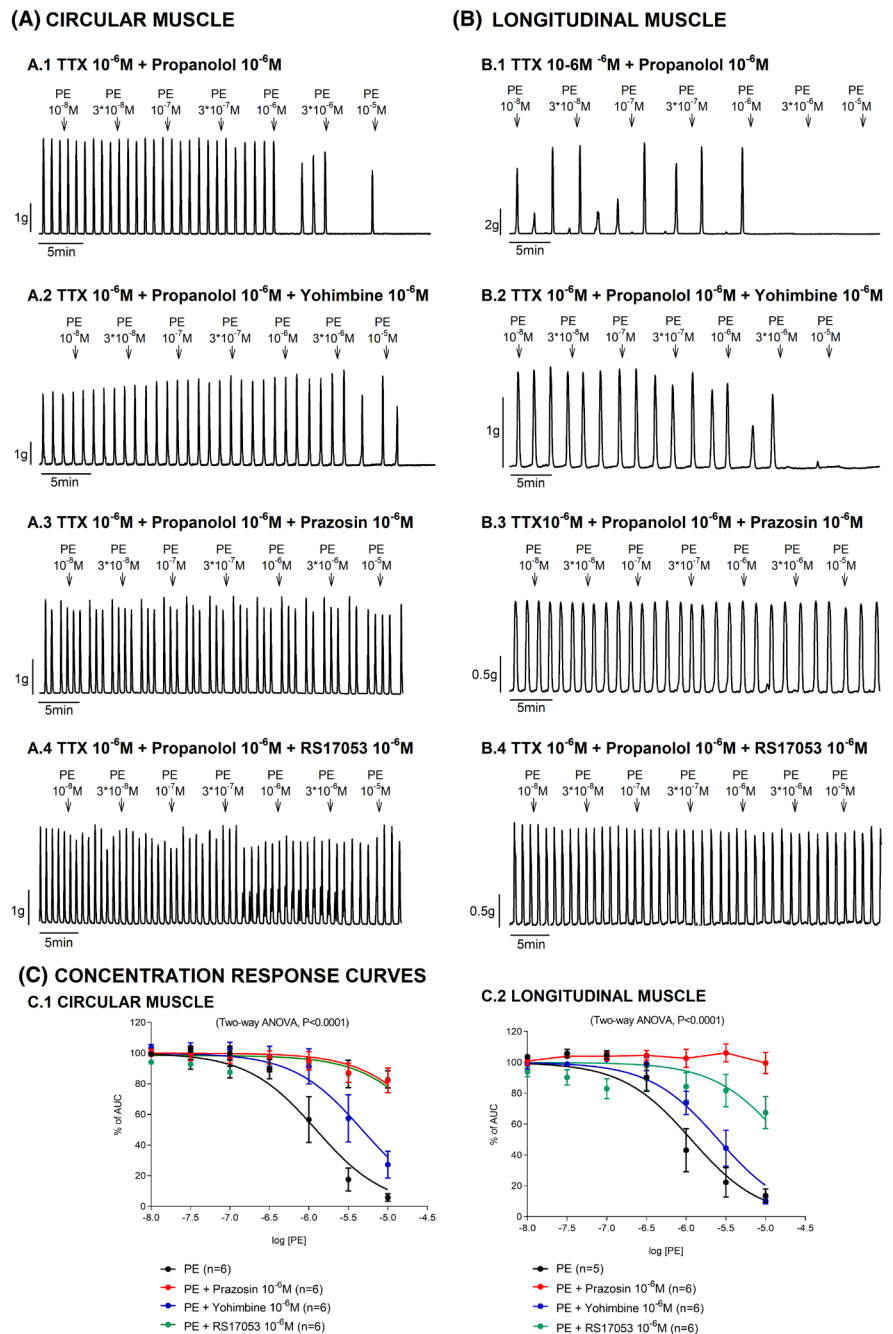 (A) CIRCULAR MUSCLE
A.1 TTX 10⁻⁶M + Propanolol 10⁻⁶M
PE PE PE PE PE PE PE
10⁻⁸M 3*10⁻⁸M 10⁻⁷M 3*10⁻⁷M 10⁻⁶M 3*10⁻⁶M 10⁻⁵M
1g
5min
A.2 TTX 10⁻⁶M + Propanolol 10⁻⁶M + Yohimbine 10⁻⁶M
PE PE PE PE PE PE PE
10⁻⁸M 3*10⁻⁸M 10⁻⁷M 3*10⁻⁷M 10⁻⁶M 3*10⁻⁶M 10⁻⁵M
1g
5min
A.3 TTX 10⁻⁶M + Propanolol 10⁻⁶M + Prazosin 10⁻⁶M
PE PE PE PE PE PE PE
10⁻⁸M 3*10⁻⁸M 10⁻⁷M 3*10⁻⁷M 10⁻⁶M 3*10⁻⁶M 10⁻⁵M
1g
5min
A.4 TTX 10⁻⁶M + Propanolol 10⁻⁶M + RS17053 10⁻⁶M
PE PE PE PE PE PE PE
10⁻⁸M 3*10⁻⁸M 10⁻⁷M 3*10⁻⁷M 10⁻⁶M 3*10⁻⁶M 10⁻⁵M
1g
5min
(B) LONGITUDINAL MUSCLE
B.1 TTX 10-6M ⁻⁶M + Propanolol 10⁻⁶M
PE PE PE PE PE PE PE
10⁻⁸M 3*10⁻⁸M 10⁻⁷M 3*10⁻⁷M 10⁻⁶M 3*10⁻⁶M 10⁻⁵M
2g
5min
B.2 TTX 10⁻⁶M + Propanolol 10⁻⁶M + Yohimbine 10⁻⁶M
PE PE PE PE PE PE PE
10⁻⁸M 3*10⁻⁸M 10⁻⁷M 3*10⁻⁷M 10⁻⁶M 3*10⁻⁶M 10⁻⁵M
1g
5min
B.3 TTX10⁻⁶M + Propanolol 10⁻⁶M + Prazosin 10⁻⁶M
PE PE PE PE PE PE PE
10⁻⁸M 3*10⁻⁸M 10⁻⁷M 3*10⁻⁷M 10⁻⁶M 3*10⁻⁶M 10⁻⁵M
0.5g
5min
B.4 TTX 10⁻⁶M + Propanolol 10⁻⁶M + RS17053 10⁻⁶M
PE PE PE PE PE PE PE
10⁻⁸M 3*10⁻⁸M 10⁻⁷M 3*10⁻⁷M 10⁻⁶M 3*10⁻⁶M 10⁻⁵M
0.5g
5min
(C) CONCENTRATION RESPONSE CURVES
C.1 CIRCULAR MUSCLE
(Two-way ANOVA, P<0.0001)
% of AUC
120
100
80
60
40
20
0
-8.0 -7.5 -7.0 -6.5 -6.0 -5.5 -5.0 -4.5
log [PE]
PE (n=6)
PE + Prazosin 10⁻⁶M (n=6)
PE + Yohimbine 10⁻⁶M (n=6)
PE + RS17053 10⁻⁶M (n=6)
C.2 LONGITUDINAL MUSCLE
(Two-way ANOVA, P<0.0001)
% of AUC
120
100
80
60
40
20
0
-8.0 -7.5 -7.0 -6.5 -6.0 -5.5 -5.0 -4.5
log [PE]
PE (n=5)
PE + Prazosin 10⁻⁶M (n=6)
PE + Yohimbine 10⁻⁶M (n=6)
PE + RS17053 10⁻⁶M (n=6)